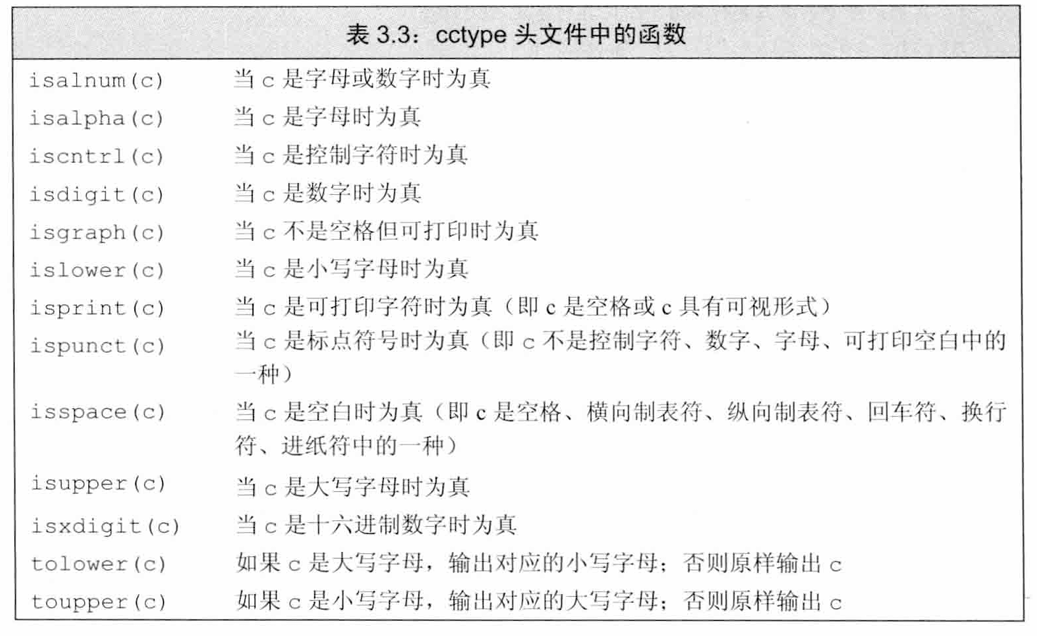 表 3.3：cctype 头文件中的函数
isalnum(c) 当 c 是字母或数字时为真
isalpha(c) 当 c 是字母时为真
iscntrl(c) 当 c 是控制字符时为真
isdigit(c) 当 c 是数字时为真
isgraph(c) 当 c 不是空格但可打印时为真
islower(c) 当 c 是小写字母时为真
isprint(c) 当 c 是可打印字符时为真（即 c 是空格或 c 具有可视形式）
ispunct(c) 当 c 是标点符号时为真（即 c 不是控制字符、数字、字母、可打印空白中的
一种）
isspace(c) 当 c 是空白时为真（即 c 是空格、横向制表符、纵向制表符、回车符、换行
符、进纸符中的一种）
isupper(c) 当 c 是大写字母时为真
isxdigit(c) 当 c 是十六进制数字时为真
tolower(c) 如果 c 是大写字母，输出对应的小写字母；否则原样输出 c
toupper(c) 如果 c 是小写字母，输出对应的大写字母；否则原样输出 c